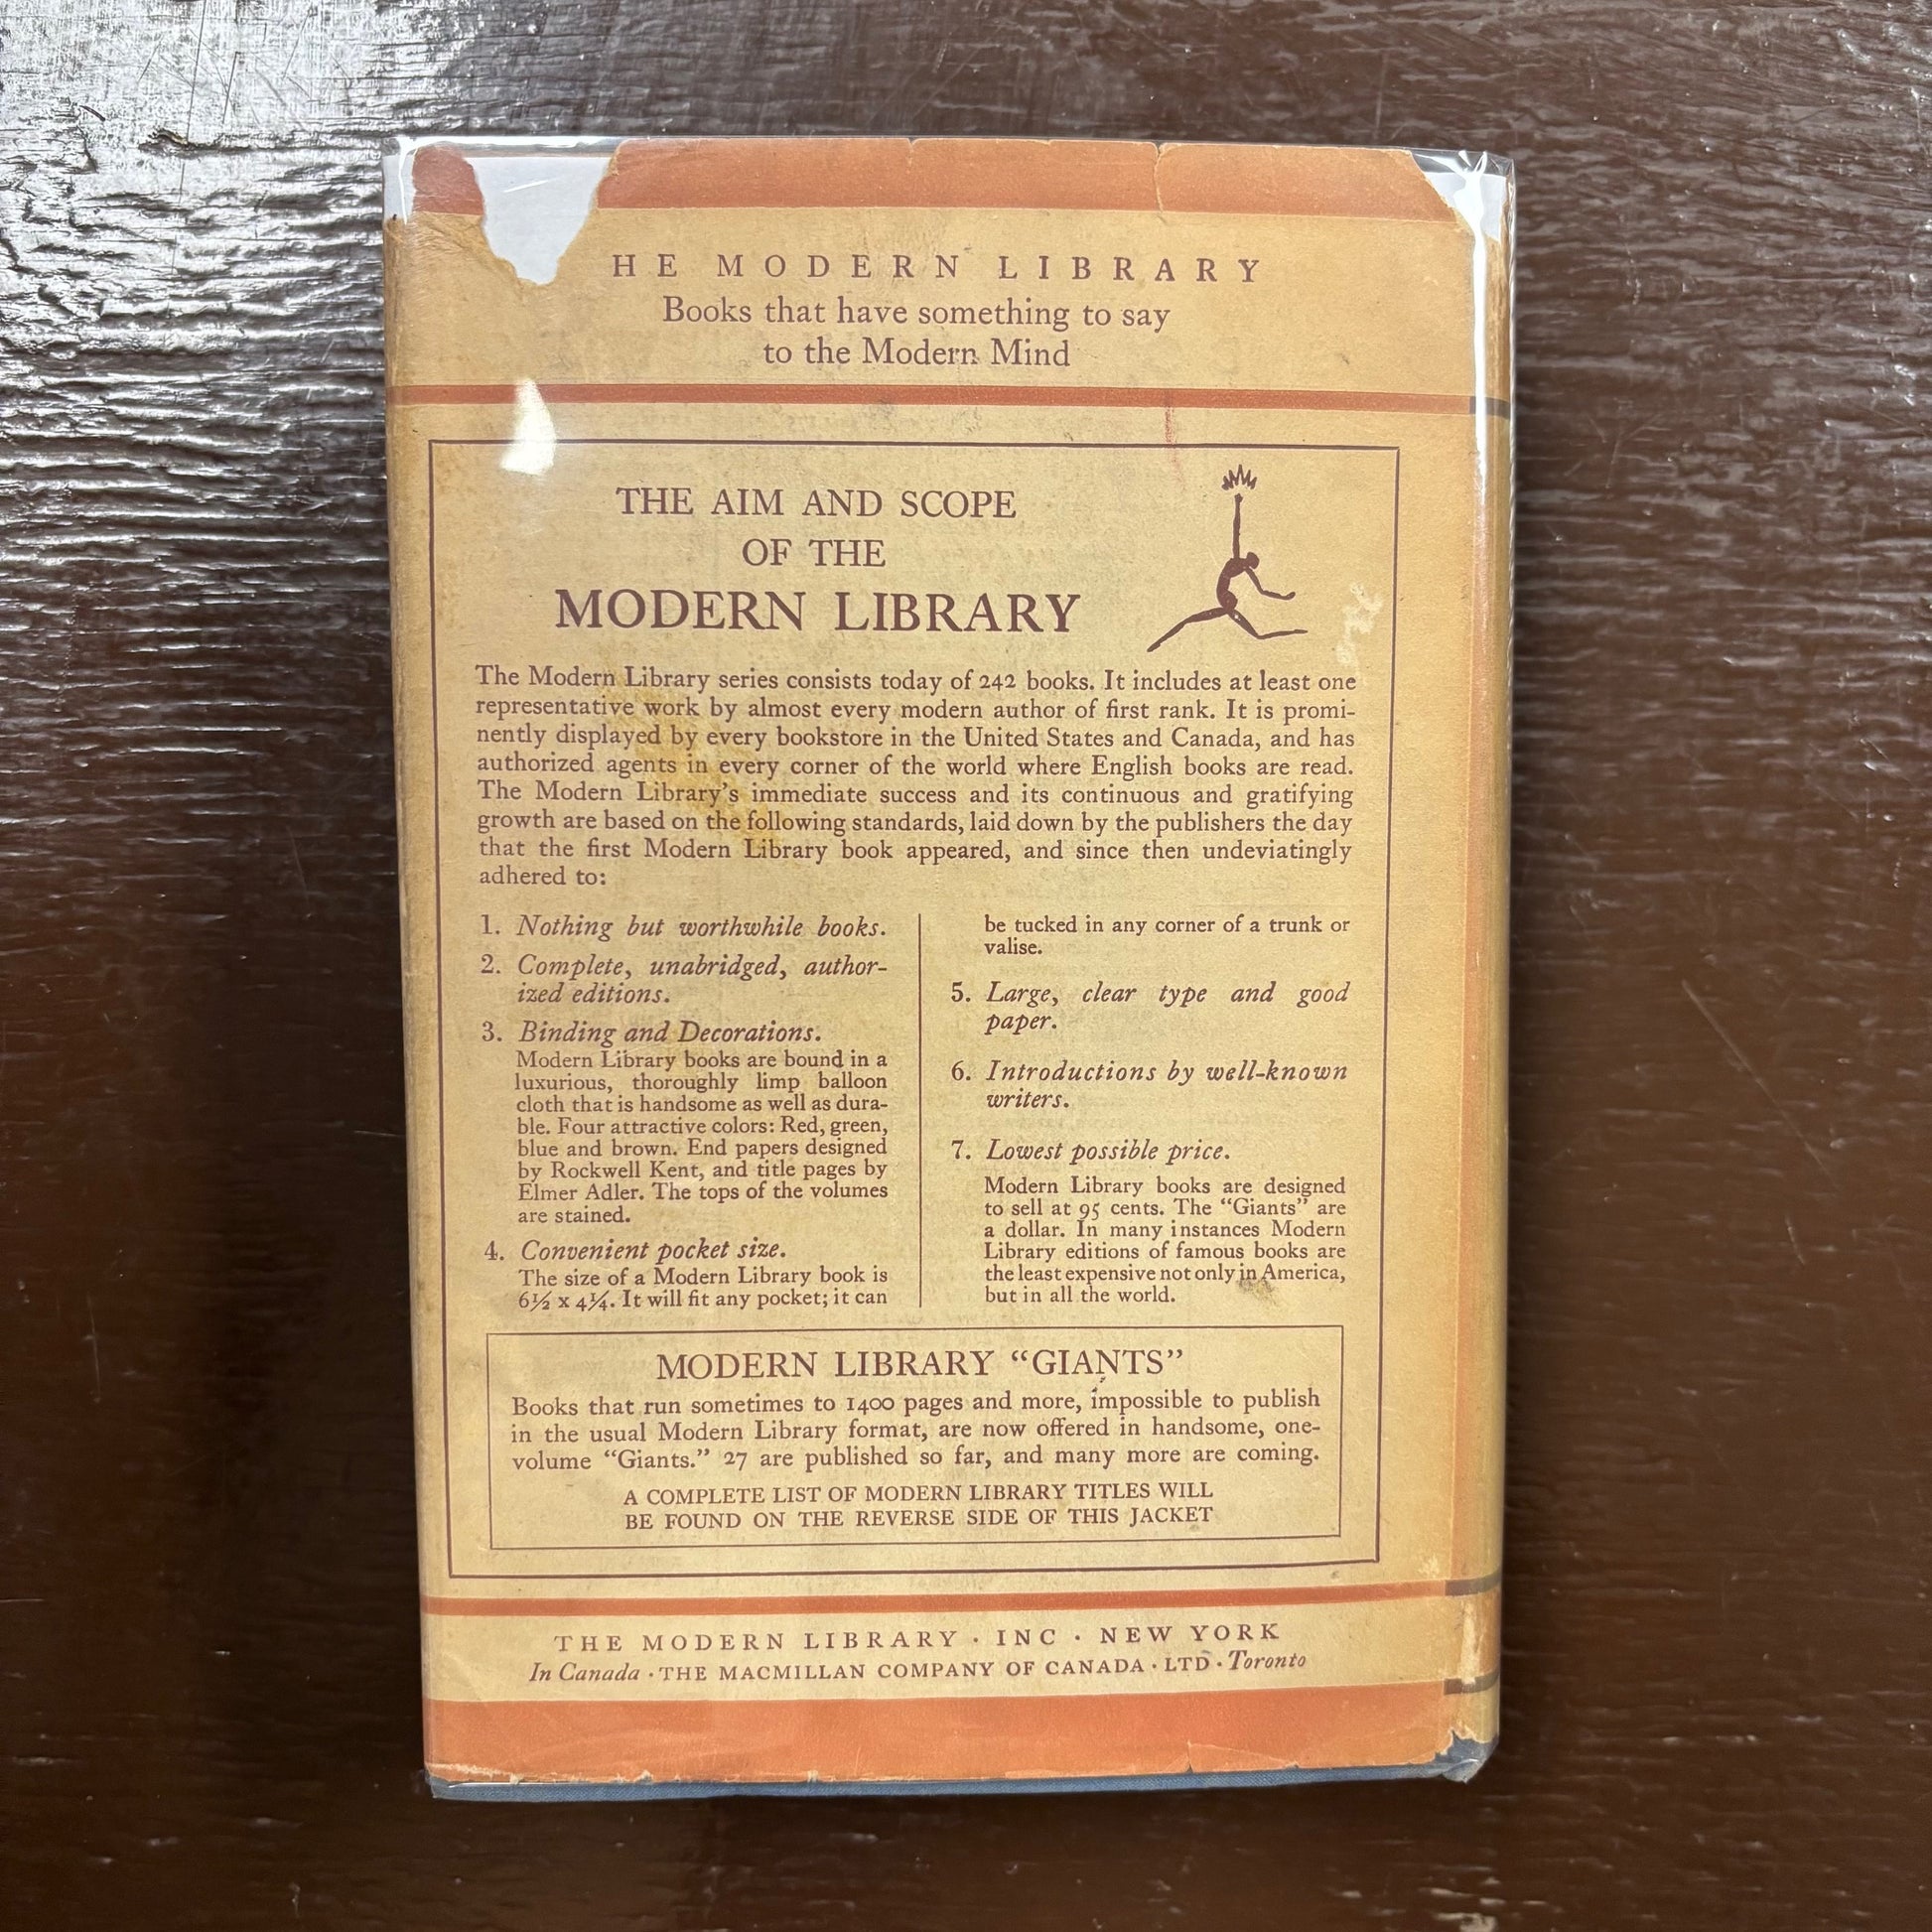 HE MODERN LIBRARY
Books that have something to say
to the Modern Mind
THE AIM AND SCOPE
OF THE
MODERN LIBRARY
The Modern Library series consists today of 242 books. It includes at least one
representative work by almost every modern author of first rank. It is promi-
nently displayed by every bookstore in the United States and Canada, and has
authorized agents in every corner of the world where English books are read.
The Modern Library's immediate success and its continuous and gratifying
growth are based on the following standards, laid down by the publishers the day
that the first Modern Library book appeared, and since then undeviatingly
adhered to:
1. Nothing but worthwhile books.
2. Complete, unabridged, author-
ized editions.
3. Binding and Decorations.
Modern Library books are bound in a
luxurious, thoroughly limp balloon
cloth that is handsome as well as dura-
ble. Four attractive colors: Red, green,
blue and brown. End papers designed
by Rockwell Kent, and title pages by
Elmer Adler. The tops of the volumes
are stained.
4. Convenient pocket size.
The size of a Modern Library book is
6½ x 4¼. It will fit any pocket; it can
be tucked in any corner of a trunk or
valise.
5. Large, clear type and good
paper.
6. Introductions by well-known
writers.
7. Lowest possible price.
Modern Library books are designed
to sell at 95 cents. The "Giants" are
a dollar. In many instances Modern
Library editions of famous books are
the least expensive not only in America,
but in all the world.
MODERN LIBRARY "GIANTS"
Books that run sometimes to 1400 pages and more, impossible to publish
in the usual Modern Library format, are now offered in handsome, one-
volume "Giants." 27 are published so far, and many more are coming.
A COMPLETE LIST OF MODERN LIBRARY TITLES WILL
BE FOUND ON THE REVERSE SIDE OF THIS JACKET
THE MODERN LIBRARY · INC · NEW YORK
In Canada · THE MACMILLAN COMPANY OF CANADA · LTD · Toronto